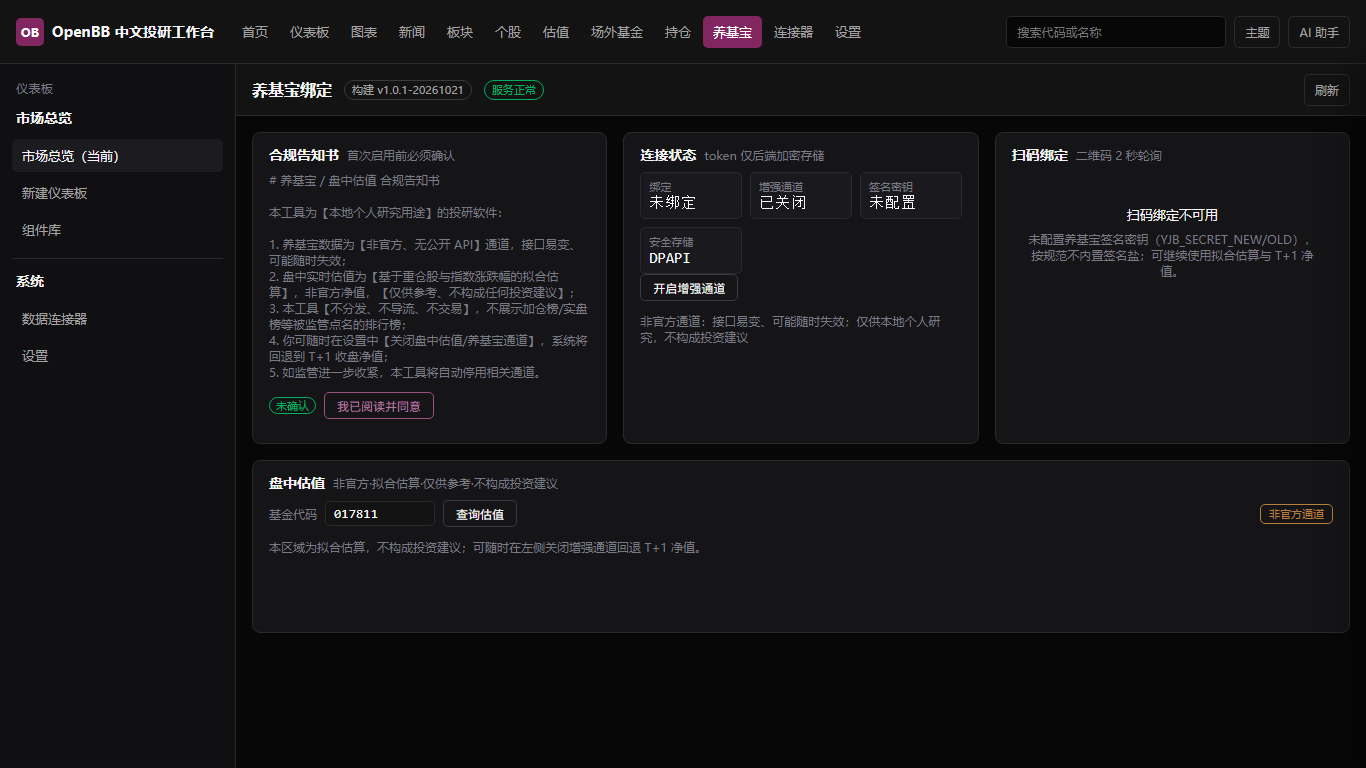 OB OpenBB 中文投研工作台 首页 仪表板 图表 新闻 板块 个股 估值 场外基金 持仓 养基宝 连接器 设置 搜索代码或名称 主题 AI 助手
仪表板
市场总览
市场总览（当前）
新建仪表板
组件库
系统
数据连接器
设置
养基宝绑定 构建 v1.0.1-20261021 服务正常 刷新
合规告知书 首次启用前必须确认
# 养基宝 / 盘中估值 合规告知书
本工具为【本地个人研究用途】的投研软件：
1. 养基宝数据为【非官方、无公开 API】通道，接口易变、
可能随时失效；
2. 盘中实时估值为【基于重仓股与指数涨跌幅的拟合估
算】，非官方净值，【仅供参考、不构成任何投资建议】；
3. 本工具【不分发、不导流、不交易】，不展示加仓榜/实盘
榜等被监管点名的排行榜；
4. 你可随时在设置中【关闭盘中估值/养基宝通道】，系统将
回退到 T+1 收盘净值；
5. 如监管进一步收紧，本工具将自动停用相关通道。
未确认 我已阅读并同意
连接状态 token 仅后端加密存储
绑定 增强通道 签名密钥
未绑定 已关闭 未配置
安全存储
DPAPI
开启增强通道
非官方通道：接口易变、可能随时失效；仅供本地个人研
究，不构成投资建议
扫码绑定 二维码 2 秒轮询
扫码绑定不可用
未配置养基宝签名密钥（YJB_SECRET_NEW/OLD），
按规范不内置签名盐；可继续使用拟合估算与 T+1 净
值。
盘中估值 非官方·拟合估算·仅供参考·不构成投资建议
基金代码 017811 查询估值 非官方通道
本区域为拟合估算，不构成投资建议；可随时在左侧关闭增强通道回退 T+1 净值。